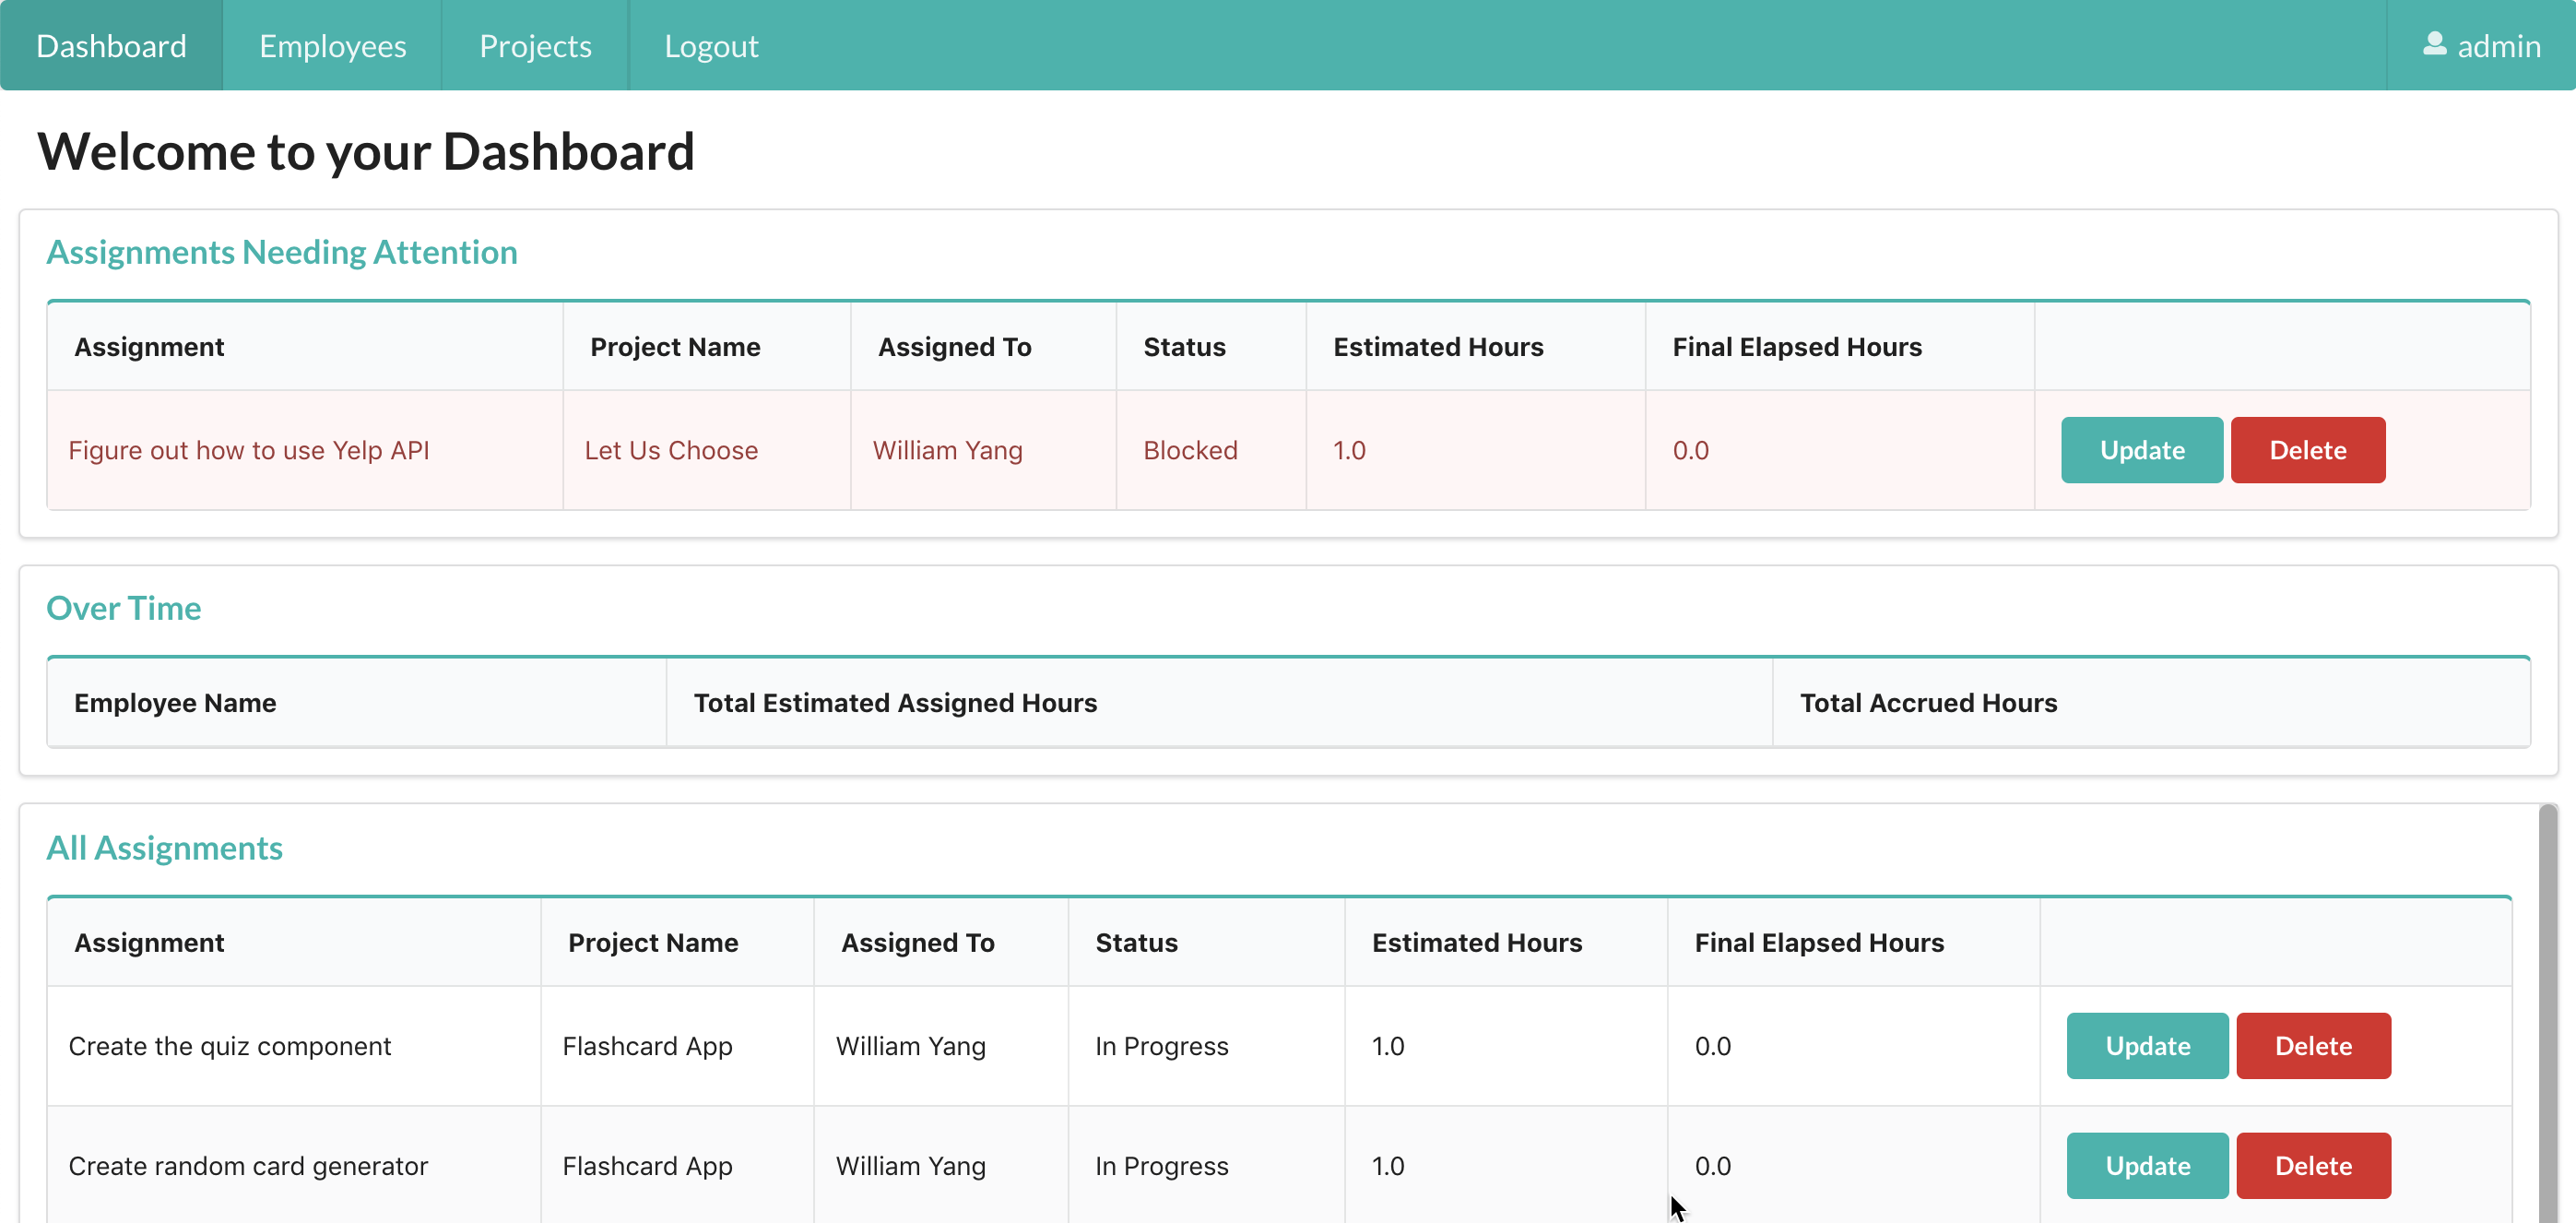 Dashboard Employees Projects Logout admin
Welcome to your Dashboard
Assignments Needing Attention
Assignment Project Name Assigned To Status Estimated Hours Final Elapsed Hours
Figure out how to use Yelp API Let Us Choose William Yang Blocked 1.0 0.0 Update Delete
Over Time
Employee Name Total Estimated Assigned Hours Total Accrued Hours
All Assignments
Assignment Project Name Assigned To Status Estimated Hours Final Elapsed Hours
Create the quiz component Flashcard App William Yang In Progress 1.0 0.0 Update Delete
Create random card generator Flashcard App William Yang In Progress 1.0 0.0 Update Delete